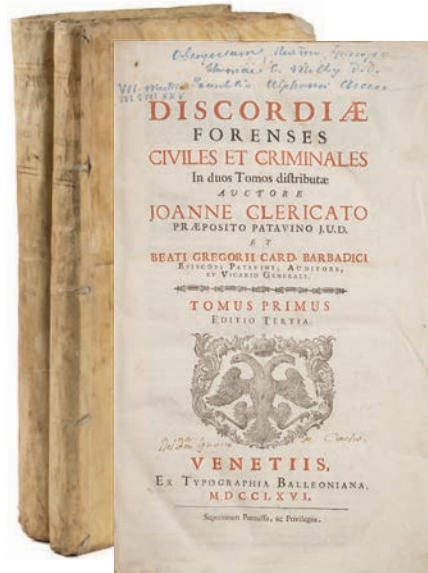 Thomae C. Molloy D.D.
DISCORDIÆ
FORENSES
CIVILES ET CRIMINALES
In duos Tomos diſtributæ
AUCTORE
JOANNE CLERICATO
PRÆPOSITO PATAVINO J.U.D.
ET
BEATI GREGORII CARD. BARBADICI
EPISCOPI PATAVINI, AUDITORE,
ET VICARIO GENERALI.
TOMUS PRIMUS
EDITIO TERTIA
VENETIIS,
EX TYPOGRAPHIA BALLEONIANA.
MDCCLXVI.
Superiorum Permiſſu, ac Privilegio.